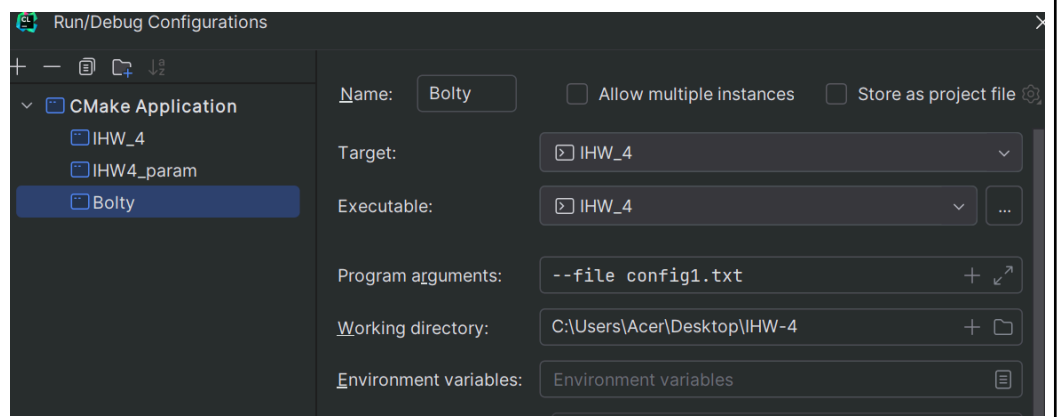 Run/Debug Configurations
CMake Application
IHW_4
IHW4_param
Bolty
Name: Bolty Allow multiple instances Store as project file
Target: IHW_4
Executable: IHW_4 ...
Program arguments: --file config1.txt
Working directory: C:\Users\Acer\Desktop\IHW-4
Environment variables: Environment variables